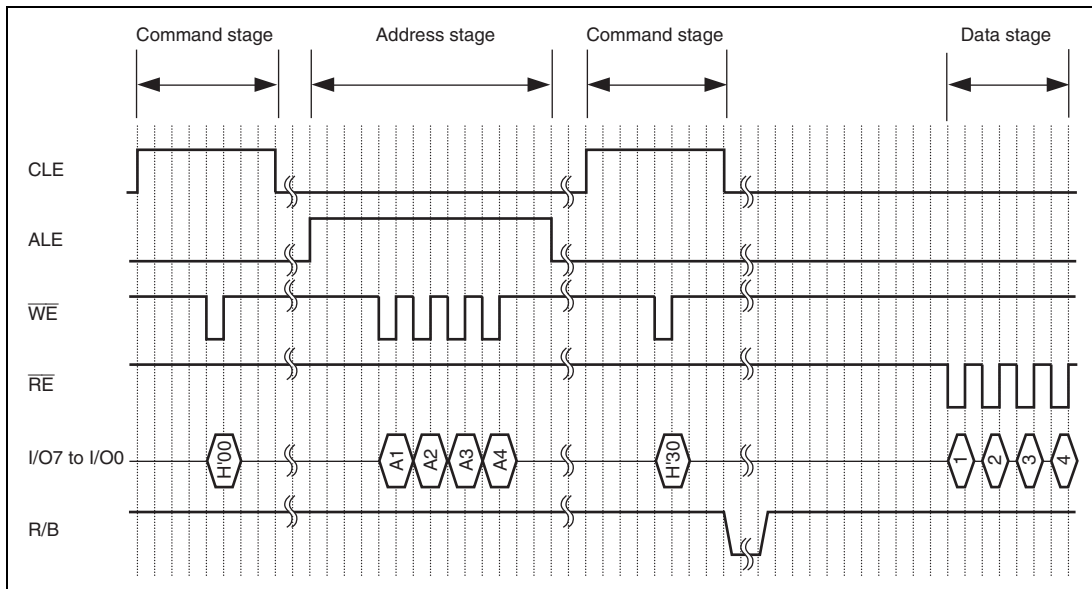 Command stage
Address stage
Command stage
Data stage
CLE
ALE
WE
RE
I/O7 to I/O0
H'00
A1
A2
A3
A4
H'30
1
2
3
4
R/B